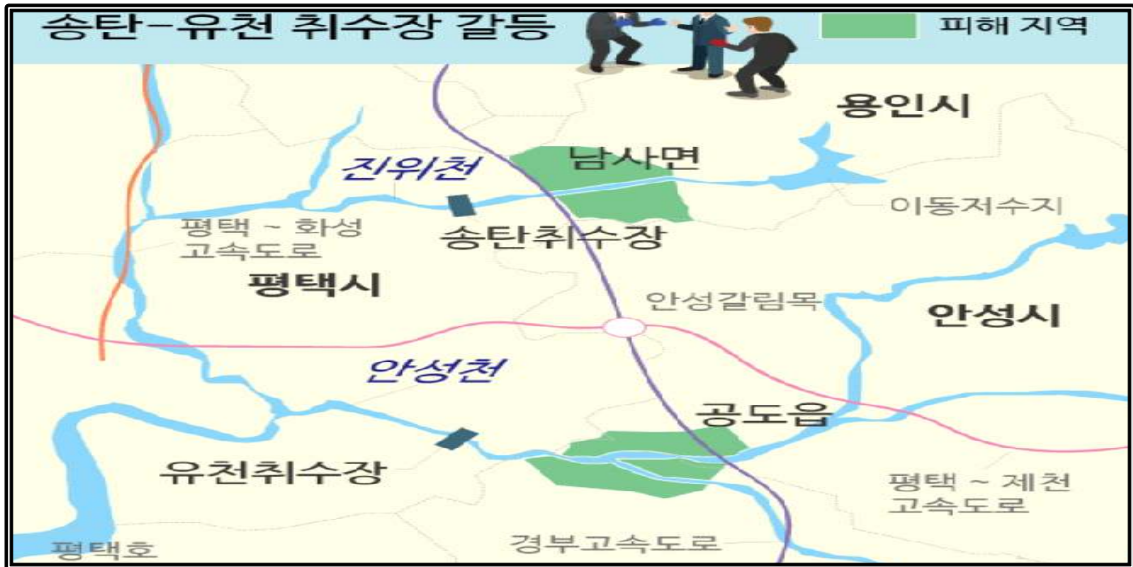 송탄-유천 취수장 갈등
피해 지역
용인시
진위천
남사면
이동저수지
평택 ~ 화성
고속도로
송탄취수장
평택시
안성갈림목
안성시
안성천
공도읍
유천취수장
평택 ~ 제천
고속도로
평택호
경부고속도로